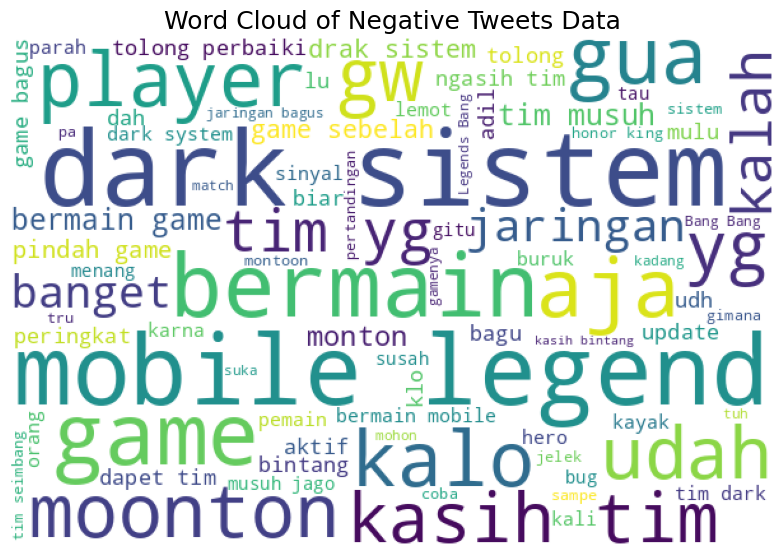 Word Cloud of Negative Tweets Data
parah
tolong perbaiki
drak sistem
tolong
game bagus
player
gw
gua
kalah
lu
ngasih tim
dah
jaringan bagus
lemot
adil
tim musuh
tau
sistem
pa
dark system
game sebelah
Legends Bang
honor king
mulu
dark sistem
match
sinyal
biar
pertandingan
bermain game
tim yg
gitu
jaringan
Bang Bang
yg
pindah game
menang
montoon
gamenya
buruk
kadang
banget
bermain
aja
udh
gimana
tru
peringkat
karna
monton
bagu
kasih bintang
update
mobile legend
suka
susah
klo
orang
game
pemain
bermain mobile
kayak
tuh
aktif
mohon
kalo
hero
jelek
udah
tim seimbang
dapet tim
bintang
musuh jago
bug
coba
sampe
tim dark
moonton
kasih tim
kali